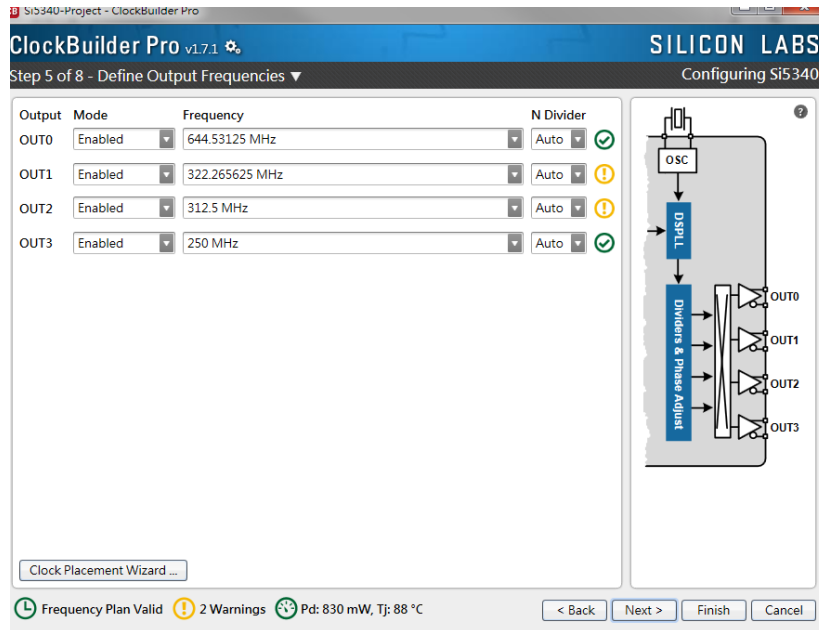 Si5340-Project - ClockBuilder Pro
ClockBuilder Pro v1.7.1
SILICON LABS
Step 5 of 8 - Define Output Frequencies ▼
Configuring Si5340
Output Mode Frequency N Divider
OUT0 Enabled 644.53125 MHz Auto
OUT1 Enabled 322.265625 MHz Auto
OUT2 Enabled 312.5 MHz Auto
OUT3 Enabled 250 MHz Auto
?
OSC
DSPLL
Dividers & Phase Adjust
OUT0
OUT1
OUT2
OUT3
Clock Placement Wizard ...
Frequency Plan Valid 2 Warnings Pd: 830 mW, Tj: 88 °C
< Back Next > Finish Cancel